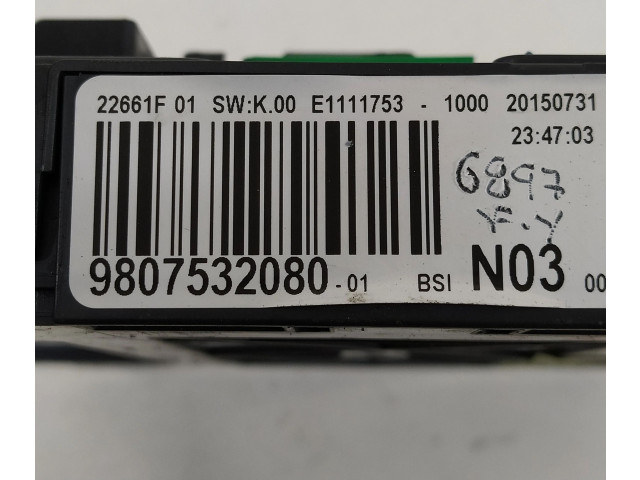 22661F 01 SW:K.00 E1111753 - 1000 20150731
23:47:03
6897
Y.Y
9807532080-01 BSI N03 00